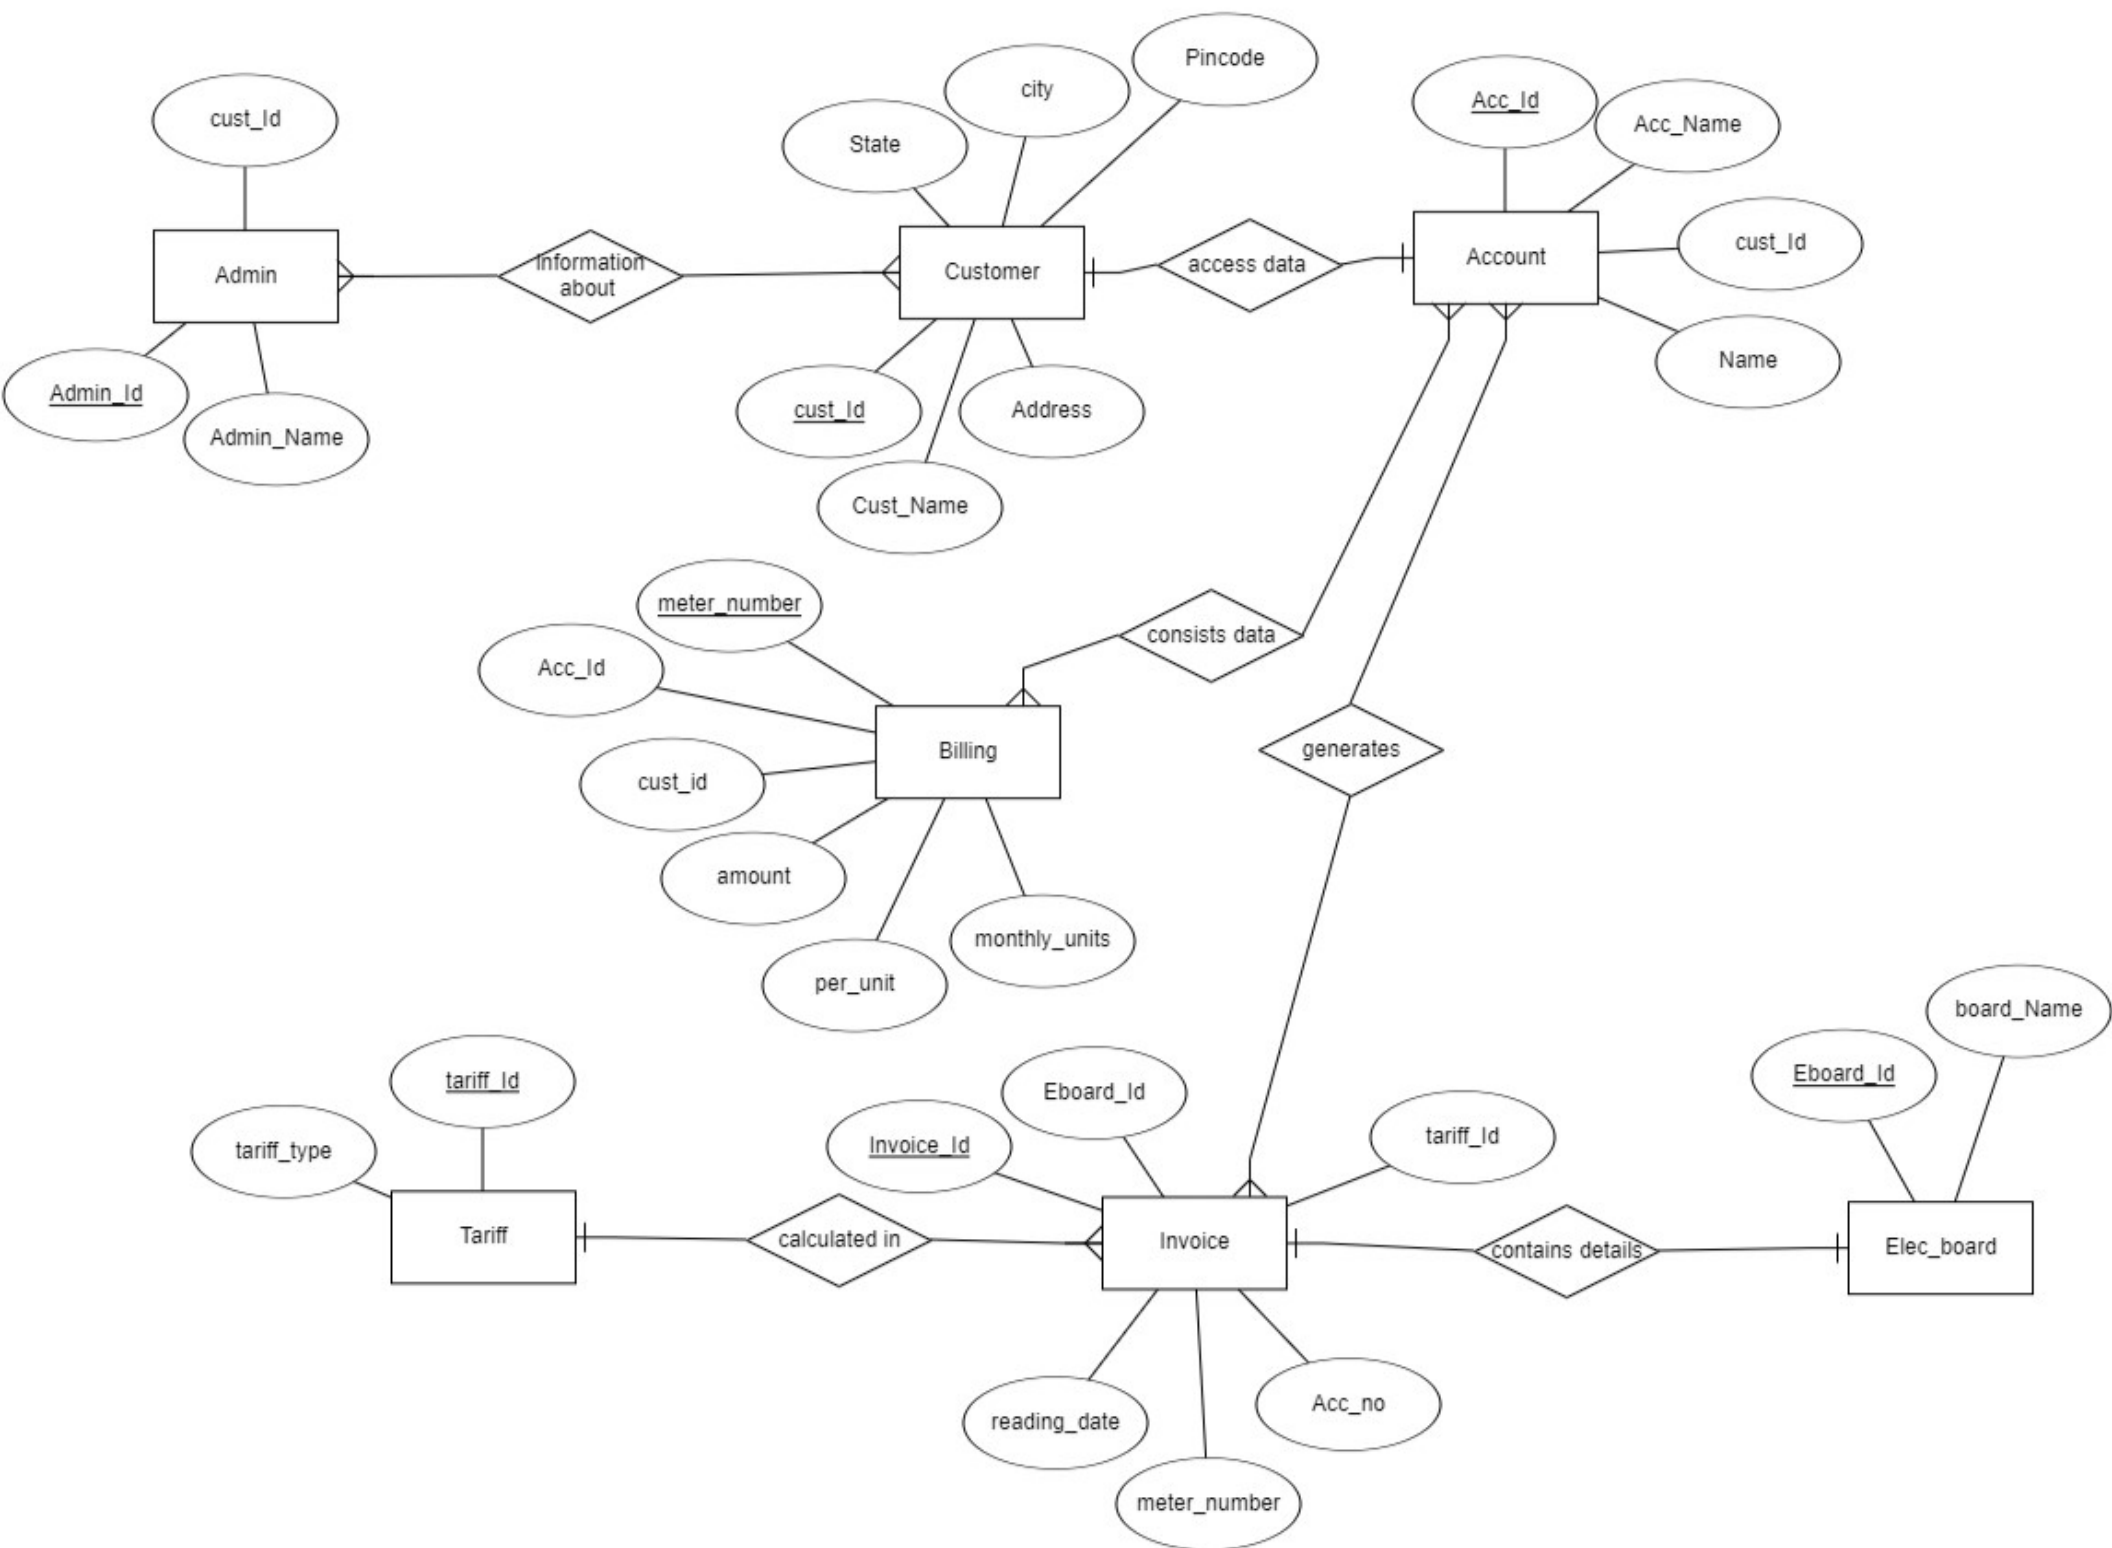 Pincode
city
Acc_Id
cust_Id
Acc_Name
State
cust_Id
Admin
Information
about
Customer
access data
Account
Name
Admin_Id
Admin_Name
cust_Id
Address
Cust_Name
meter_number
consists data
Acc_Id
Billing
generates
cust_id
amount
monthly_units
per_unit
board_Name
Eboard_Id
tariff_Id
Eboard_Id
tariff_type
Invoice_Id
tariff_Id
Tariff
calculated in
Invoice
contains details
Elec_board
reading_date
Acc_no
meter_number